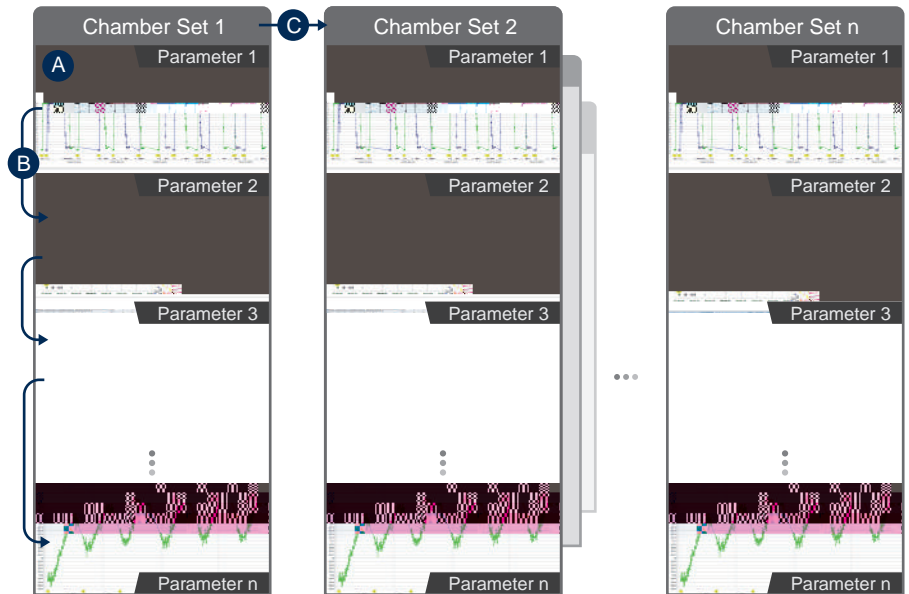 Chamber Set 1
C
Chamber Set 2
Chamber Set n
A
Parameter 1
Parameter 1
Parameter 1
B
Parameter 2
Parameter 2
Parameter 2
Parameter 3
Parameter 3
Parameter 3
Parameter n
Parameter n
Parameter n